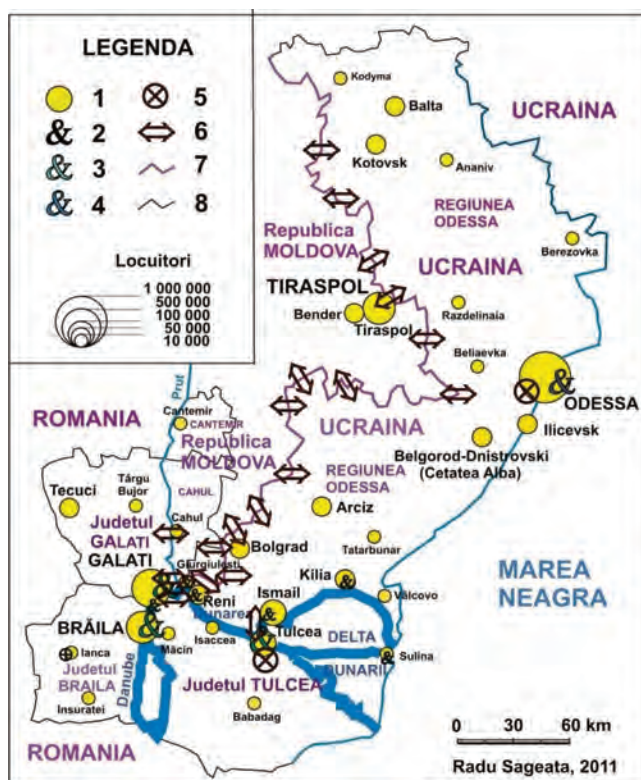 LEGENDA
1 5
& 2 6
& 3 7
& 4 8
Locuitori
1 000 000
500 000
100 000
50 000
10 000
Kodyma
Balta
UCRAINA
Kotovsk
Ananiv
REGIUNEA
ODESSA
Republica
MOLDOVA
Berezovka
UCRAINA
TIRASPOL
Bender
Tiraspol
Razdelinaia
Beliaevka
Prut
&
ODESSA
ROMANIA
Cantemir
CANTEMIR
Republica
MOLDOVA
UCRAINA
Ilicevsk
Belgorod-Dnistrovski
(Cetatea Alba)
REGIUNEA
ODESSA
Tecuci
Târgu
Bujor
CAHUL
Arciz
Judetul
GALATI
Cahul
GALATI
Tatarbunar
Bolgrad
Giurgiulesti
MAREA
NEAGRA
Kilia
&
Ismail
&
Vâlcovo
Reni
Dunarea
BRĂILA
&
Măcin
Isaccea
Tulcea
DELTA
DUNARII
Sulina
&
Ianca
Judetul
BRAILA
Danube
Judetul TULCEA
Insuratei
Babadag
ROMANIA
0 30 60 km
Radu Sageata, 2011